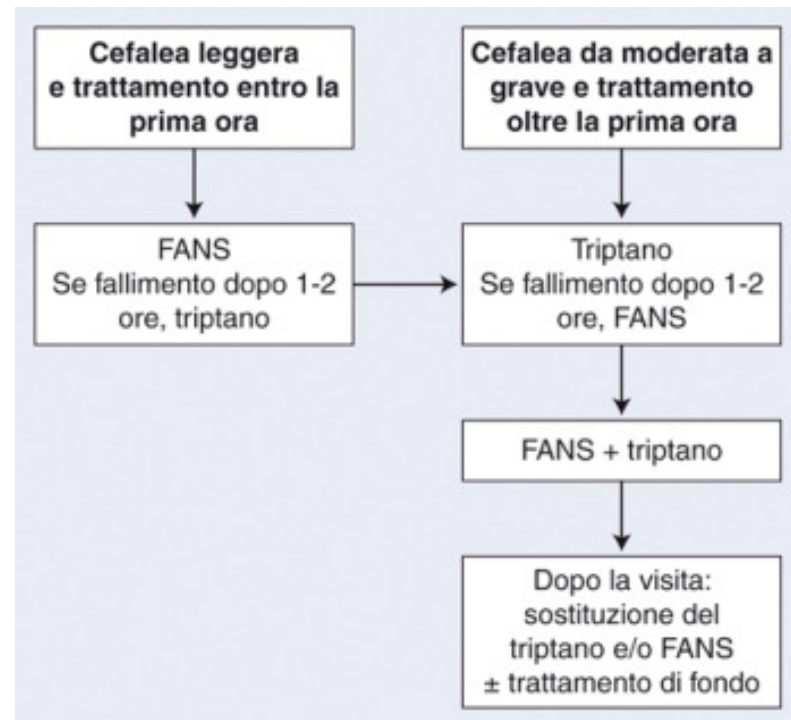 Cefalea leggera
e trattamento entro la
prima ora
Cefalea da moderata a
grave e trattamento
oltre la prima ora
FANS
Se fallimento dopo 1-2
ore, triptano
Triptano
Se fallimento dopo 1-2
ore, FANS
FANS + triptano
Dopo la visita:
sostituzione del
triptano e/o FANS
± trattamento di fondo